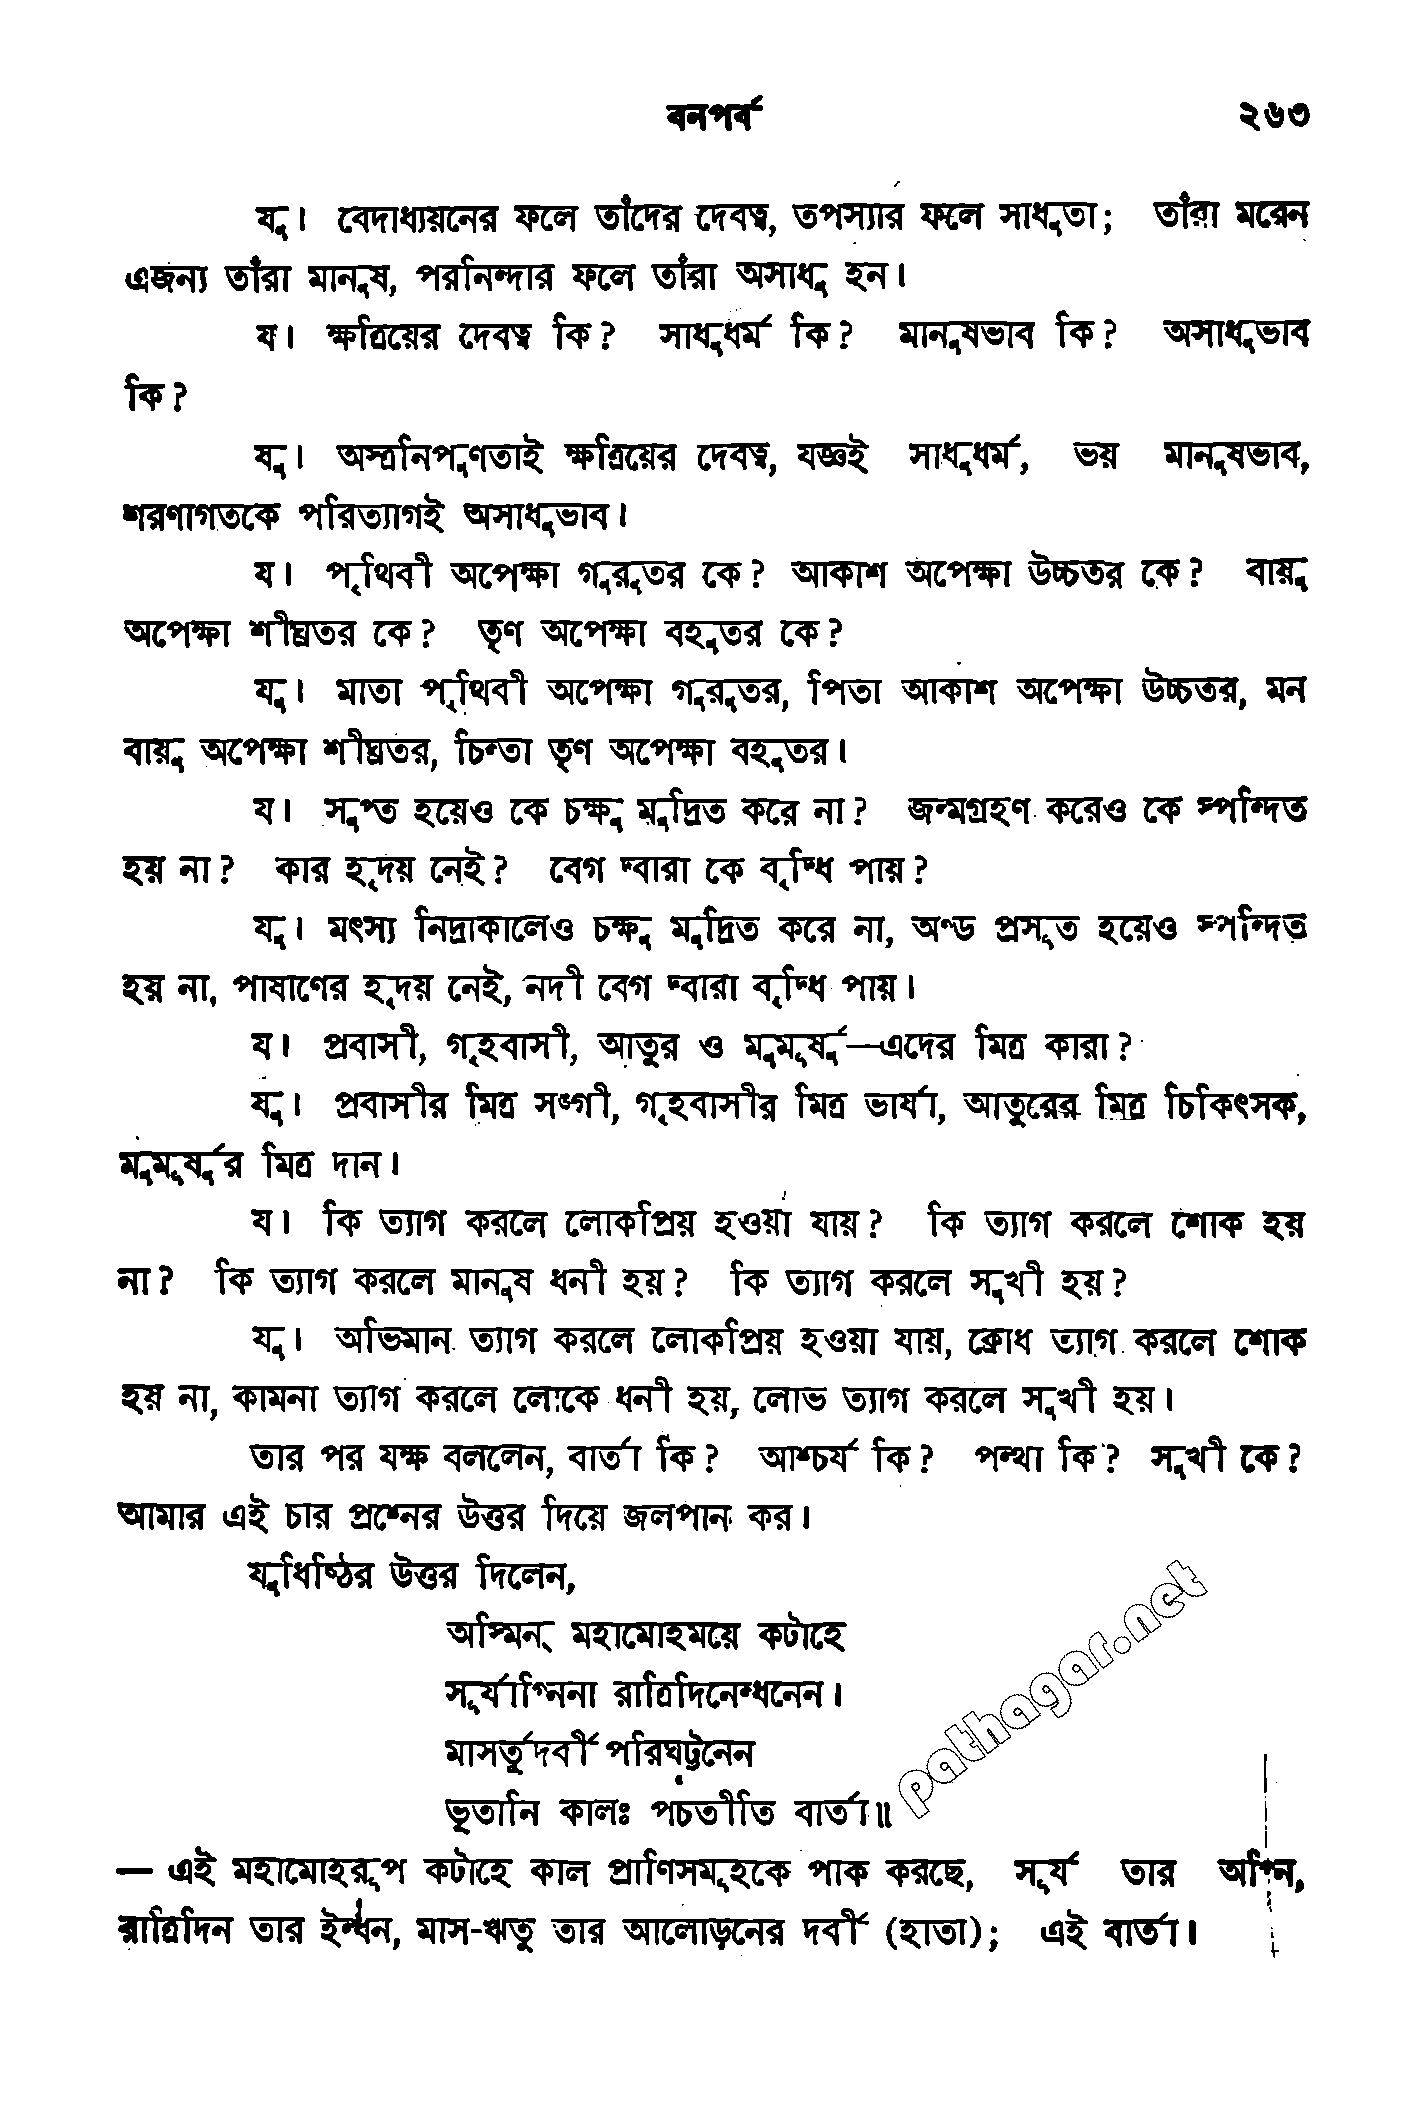 বনপর্ব ২৬৩
যু। বেদাধ্যয়নের ফলে তাঁদের দেবত্ব, তপস্যার ফলে সাধুতা; তাঁরা মরেন
এজন্য তাঁরা মানুষ, পরনিন্দার ফলে তাঁরা অসাধু হন।
য। ক্ষত্রিয়ের দেবত্ব কি? সাধুধর্ম কি? মানুষভাব কি? অসাধুভাব
কি?
যু। অস্ত্রনিপুণতাই ক্ষত্রিয়ের দেবত্ব, যজ্ঞই সাধুধর্ম, ভয় মানুষভাব,
শরণাগতকে পরিত্যাগই অসাধুভাব।
য। পৃথিবী অপেক্ষা গুরুতর কে? আকাশ অপেক্ষা উচ্চতর কে? বায়ু
অপেক্ষা শীঘ্রতর কে? তৃণ অপেক্ষা বহুতর কে?
যু। মাতা পৃথিবী অপেক্ষা গুরুতর, পিতা আকাশ অপেক্ষা উচ্চতর, মন
বায়ু অপেক্ষা শীঘ্রতর, চিন্তা তৃণ অপেক্ষা বহুতর।
য। সুপ্ত হয়েও কে চক্ষু মুদ্রিত করে না? জন্মগ্রহণ করেও কে স্পন্দিত
হয় না? কার হৃদয় নেই? বেগ দ্বারা কে বৃদ্ধি পায়?
যু। মৎস্য নিদ্রাকালেও চক্ষু মুদ্রিত করে না, অণ্ড প্রসূত হয়েও স্পন্দিত
হয় না, পাষাণের হৃদয় নেই, নদী বেগ দ্বারা বৃদ্ধি পায়।
য। প্রবাসী, গৃহবাসী, আতুর ও মুমূর্ষু—এদের মিত্র কারা?
যু। প্রবাসীর মিত্র সঙ্গী, গৃহবাসীর মিত্র ভার্যা, আতুরের মিত্র চিকিৎসক,
মুমূর্ষুর মিত্র দান।
য। কি ত্যাগ করলে লোকপ্রিয় হওয়া যায়? কি ত্যাগ করলে শোক হয়
না? কি ত্যাগ করলে মানুষ ধনী হয়? কি ত্যাগ করলে সুখী হয়?
যু। অভিমান ত্যাগ করলে লোকপ্রিয় হওয়া যায়, ক্রোধ ত্যাগ করলে শোক
হয় না, কামনা ত্যাগ করলে লোকে ধনী হয়, লোভ ত্যাগ করলে সুখী হয়।
তার পর যক্ষ বললেন, বার্তা কি? আশ্চর্য কি? পন্থা কি? সুখী কে?
আমার এই চার প্রশ্নের উত্তর দিয়ে জলপান কর।
যুধিষ্ঠির উত্তর দিলেন,
অস্মিন্ মহামোহময়ে কটাহে
সূর্যাগ্নিনা রাত্রিদিনেন্ধনেন।
মাসর্তুদর্বী পরিঘট্টনেন
ভূতানি কালঃ পচতীতি বার্তা॥
— এই মহামোহরূপ কটাহে কাল প্রাণিসমূহকে পাক করছে, সূর্য তার অগ্নি,
রাত্রিদিন তার ইন্ধন, মাস-ঋতু তার আলোড়নের দর্বী (হাতা); এই বার্তা।
pathagar.net